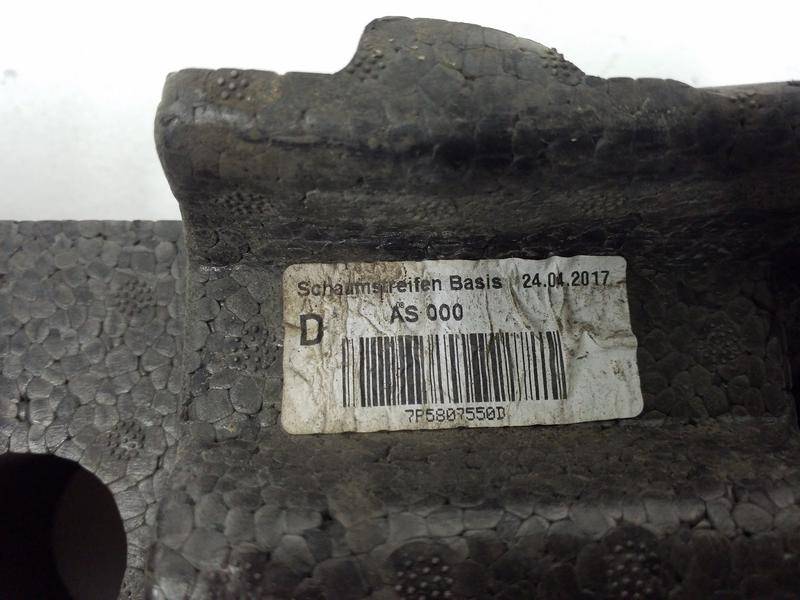 Schaumstreifen Basis 24.04.2017
D ÄS 000
7P5807550D